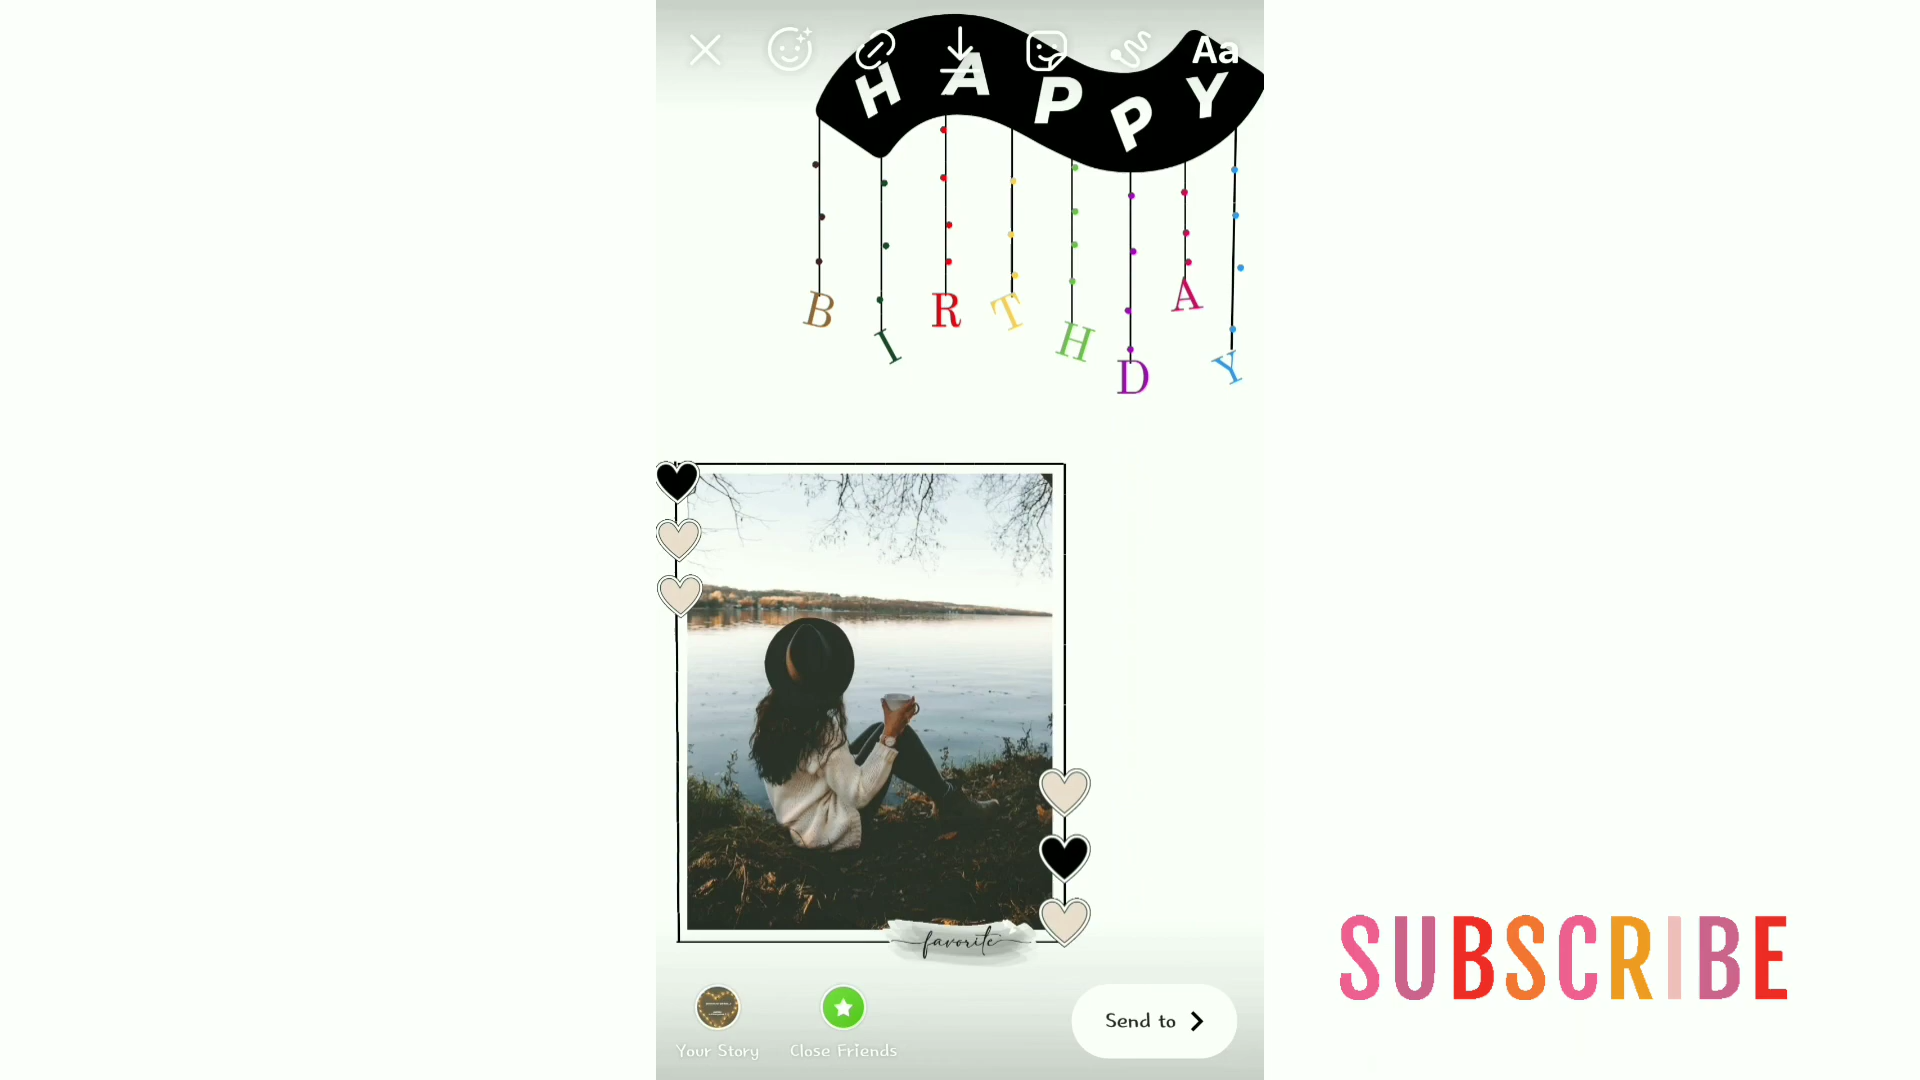 Aa
HAPPY
BIRTHDAY
favorite
SUBSCRIBE
Send to
Your Story
Close Friends